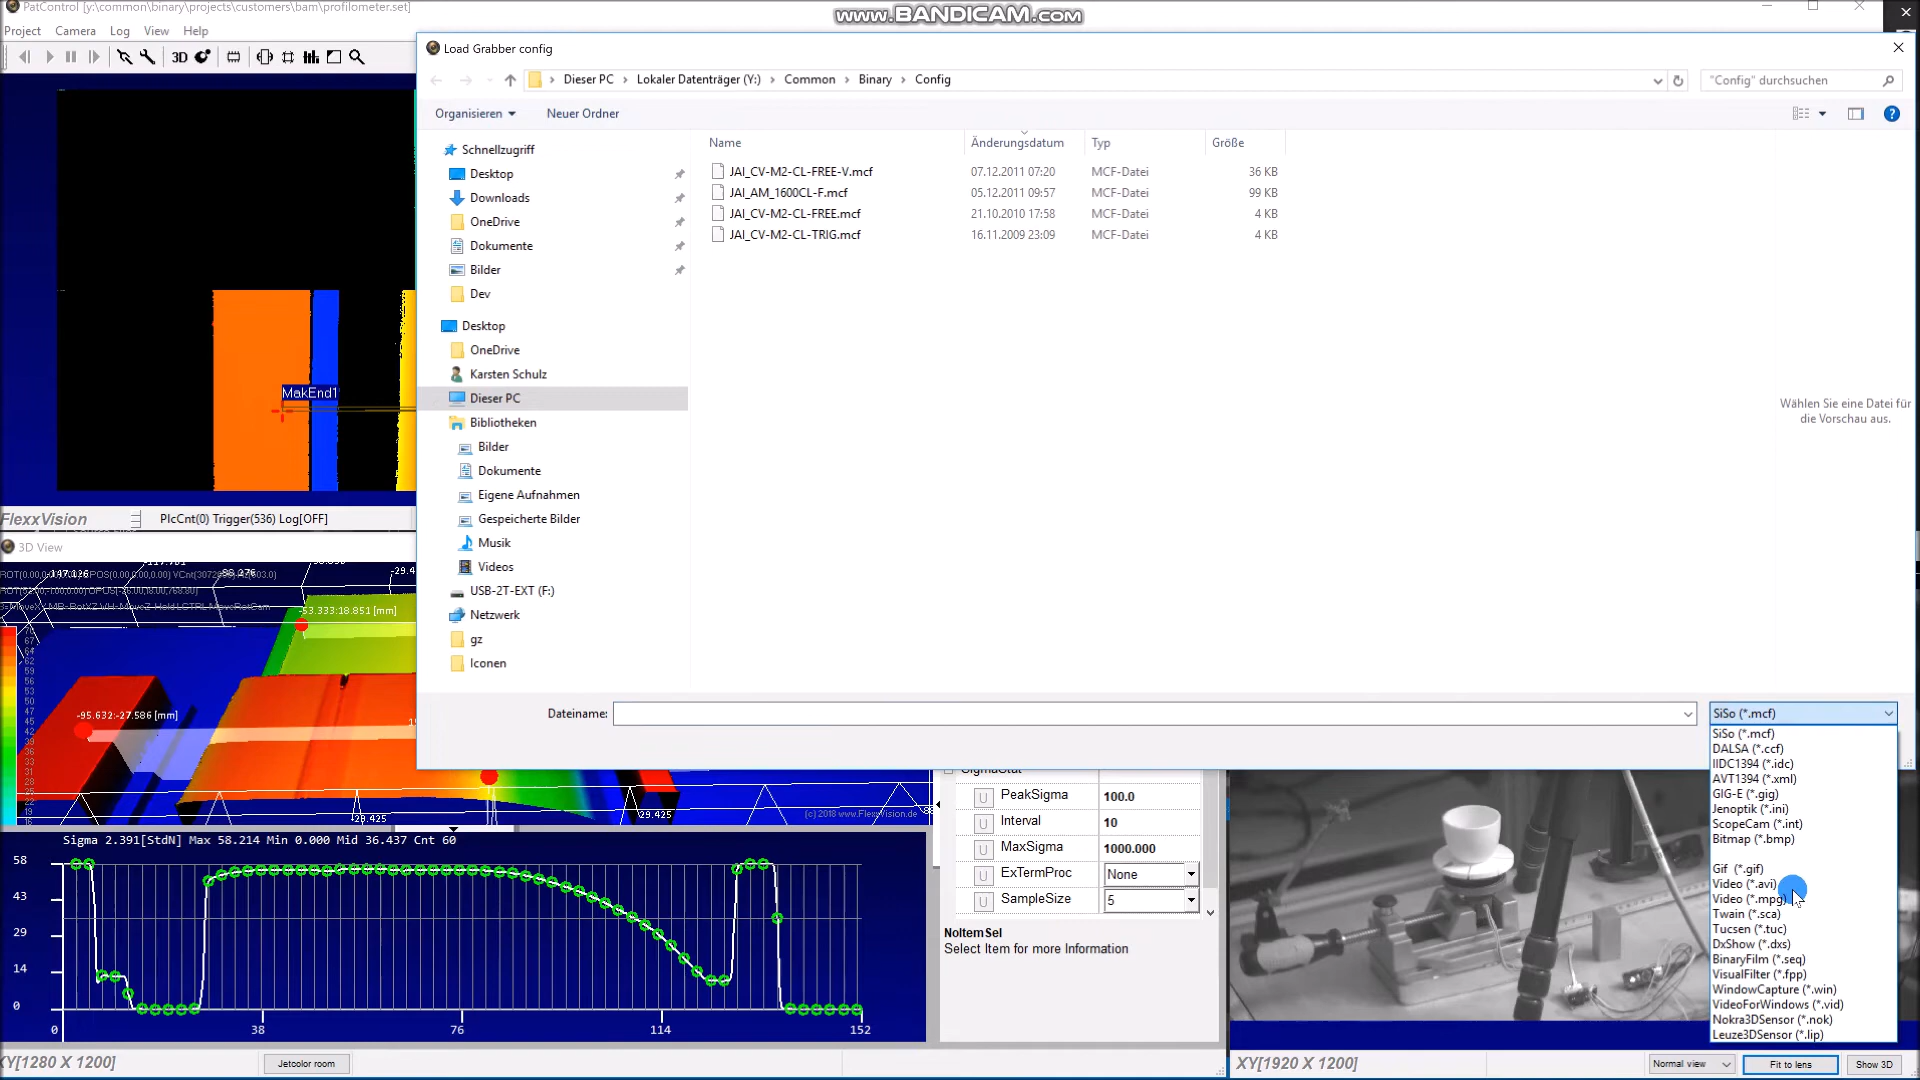 PatControl [y:\common\binary\projects\customers\bam\profilometer.set]
www.BANDICAM.com
Project Camera Log View Help
3D
Load Grabber config
Dieser PC > Lokaler Datenträger (Y:) > Common > Binary > Config
"Config" durchsuchen
Organisieren
Neuer Ordner
Schnellzugriff
Desktop
Downloads
OneDrive
Dokumente
Bilder
Dev
Desktop
OneDrive
Karsten Schulz
Dieser PC
Bibliotheken
Bilder
Dokumente
Eigene Aufnahmen
Gespeicherte Bilder
Musik
Videos
USB-2T-EXT (F:)
Netzwerk
gz
Iconen
Name Änderungsdatum Typ Größe
JAI_CV-M2-CL-FREE-V.mcf 07.12.2011 07:20 MCF-Datei 36 KB
JAI_AM_1600CL-F.mcf 05.12.2011 09:57 MCF-Datei 99 KB
JAI_CV-M2-CL-FREE.mcf 21.10.2010 17:58 MCF-Datei 4 KB
JAI_CV-M2-CL-TRIG.mcf 16.11.2009 23:09 MCF-Datei 4 KB
Wählen Sie eine Datei für
die Vorschau aus.
Dateiname:
SiSo (*.mcf)
SiSo (*.mcf)
DALSA (*.ccf)
IIDC1394 (*.idc)
AVT1394 (*.xml)
GIG-E (*.gig)
Jenoptik (*.ini)
ScopeCam (*.int)
Bitmap (*.bmp)
Gif (*.gif)
Video (*.avi)
Video (*.mpg)
Twain (*.sca)
Tucsen (*.tuc)
DxShow (*.dxs)
BinaryFilm (*.seq)
VisualFilter (*.fpp)
WindowCapture (*.win)
VideoForWindows (*.vid)
Nokra3DSensor (*.nok)
Leuze3DSensor (*.lip)
MakEnd1
FlexxVision
PlcCnt(0) Trigger(536) Log[OFF]
3D View
-53.333:18.851 [mm]
-95.632:-27.586 [mm]
-29.425
29.425
(c) 2018 www.FlexxVision.de
Sigma 2.391[StdN] Max 58.214 Min 0.000 Mid 36.437 Cnt 60
58
43
29
14
0
0 38 76 114 152
XY[1280 X 1200]
Jetcolor room
SigmaStat
U PeakSigma 100.0
U Interval 10
U MaxSigma 1000.000
U ExTermProc None
U SampleSize 5
NoItemSel
Select Item for more Information
XY[1920 X 1200]
Normal view
Fit to lens
Show 3D